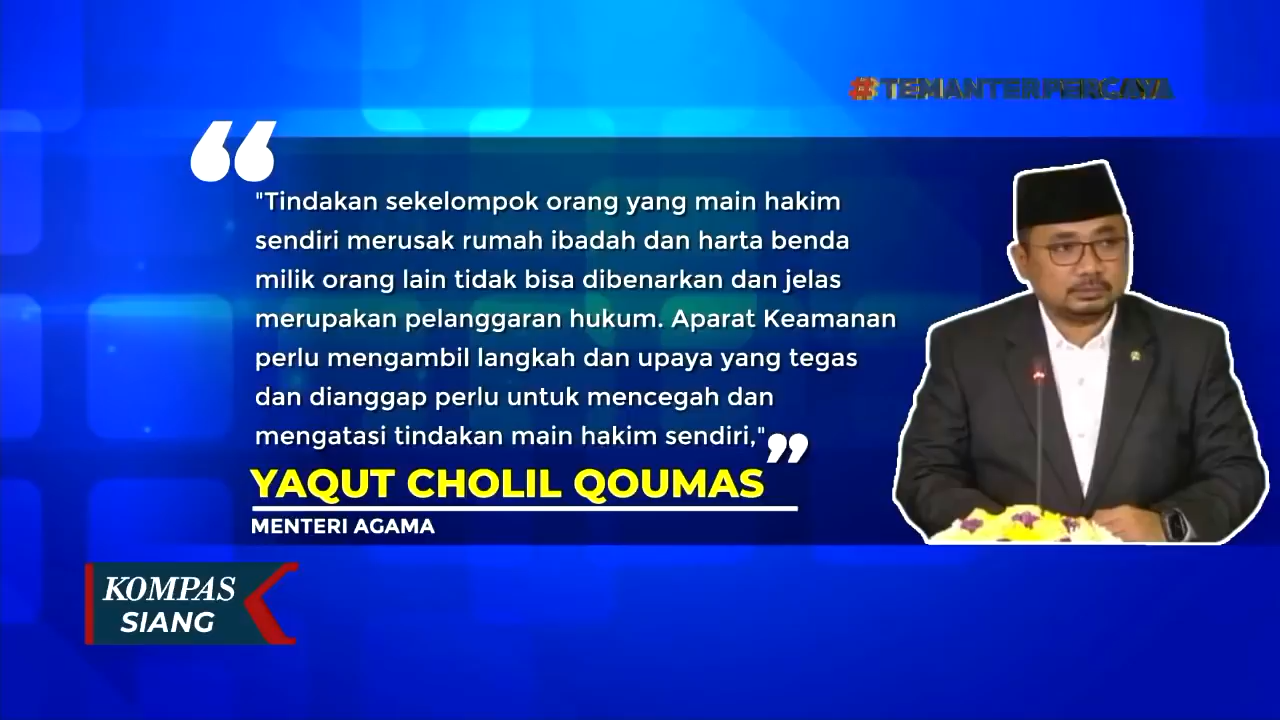 #TEMANTERPERCAYA
"Tindakan sekelompok orang yang main hakim
sendiri merusak rumah ibadah dan harta benda
milik orang lain tidak bisa dibenarkan dan jelas
merupakan pelanggaran hukum. Aparat Keamanan
perlu mengambil langkah dan upaya yang tegas
dan dianggap perlu untuk mencegah dan
mengatasi tindakan main hakim sendiri,"
YAQUT CHOLIL QOUMAS
MENTERI AGAMA
KOMPAS
SIANG